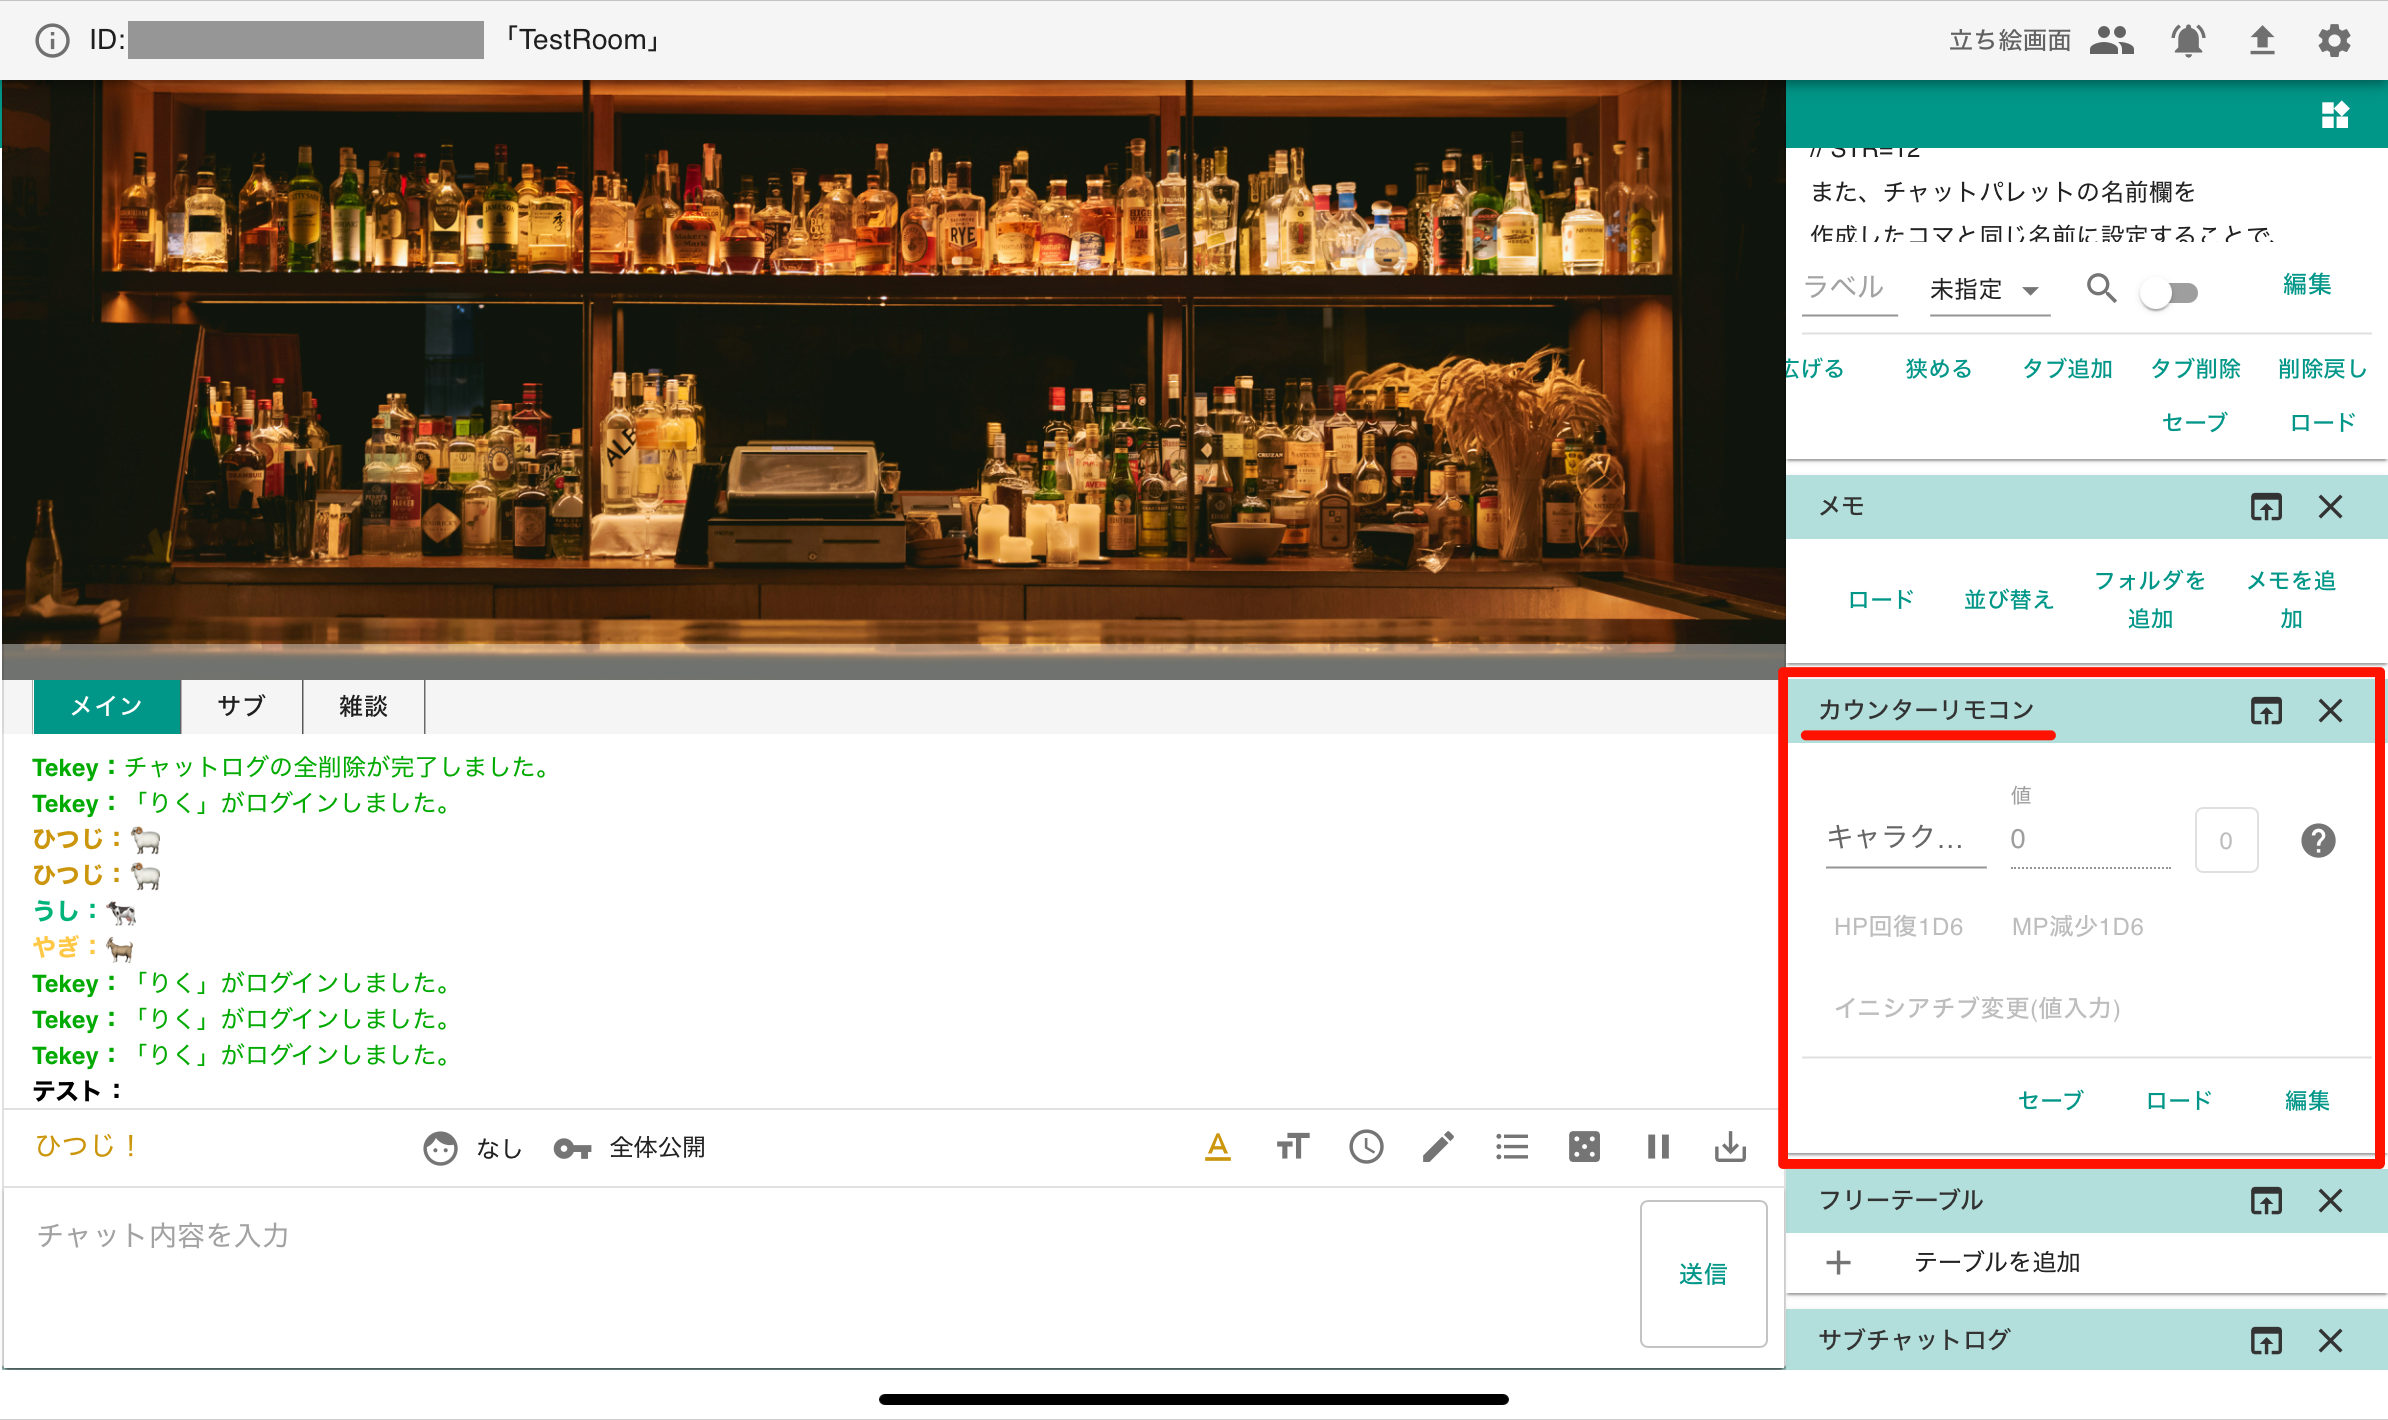 ID:
「TestRoom」
立ち絵画面
// STR=12
また、チャットパレットの名前欄を
作成したコマと同じ名前に設定することで、
ラベル
未指定
編集
広げる
狭める
タブ追加
タブ削除
削除戻し
セーブ
ロード
メモ
ロード
並び替え
フォルダを
追加
メモを追
加
カウンターリモコン
値
キャラク…
0
0
HP回復1D6
MP減少1D6
イニシアチブ変更(値入力)
セーブ
ロード
編集
フリーテーブル
テーブルを追加
サブチャットログ
RYE
メイン
サブ
雑談
Tekey：チャットログの全削除が完了しました。
Tekey：「りく」がログインしました。
ひつじ：🐏
ひつじ：🐏
うし：🐄
やぎ：🐐
Tekey：「りく」がログインしました。
Tekey：「りく」がログインしました。
Tekey：「りく」がログインしました。
テスト：
ひつじ！
なし
全体公開
チャット内容を入力
送信